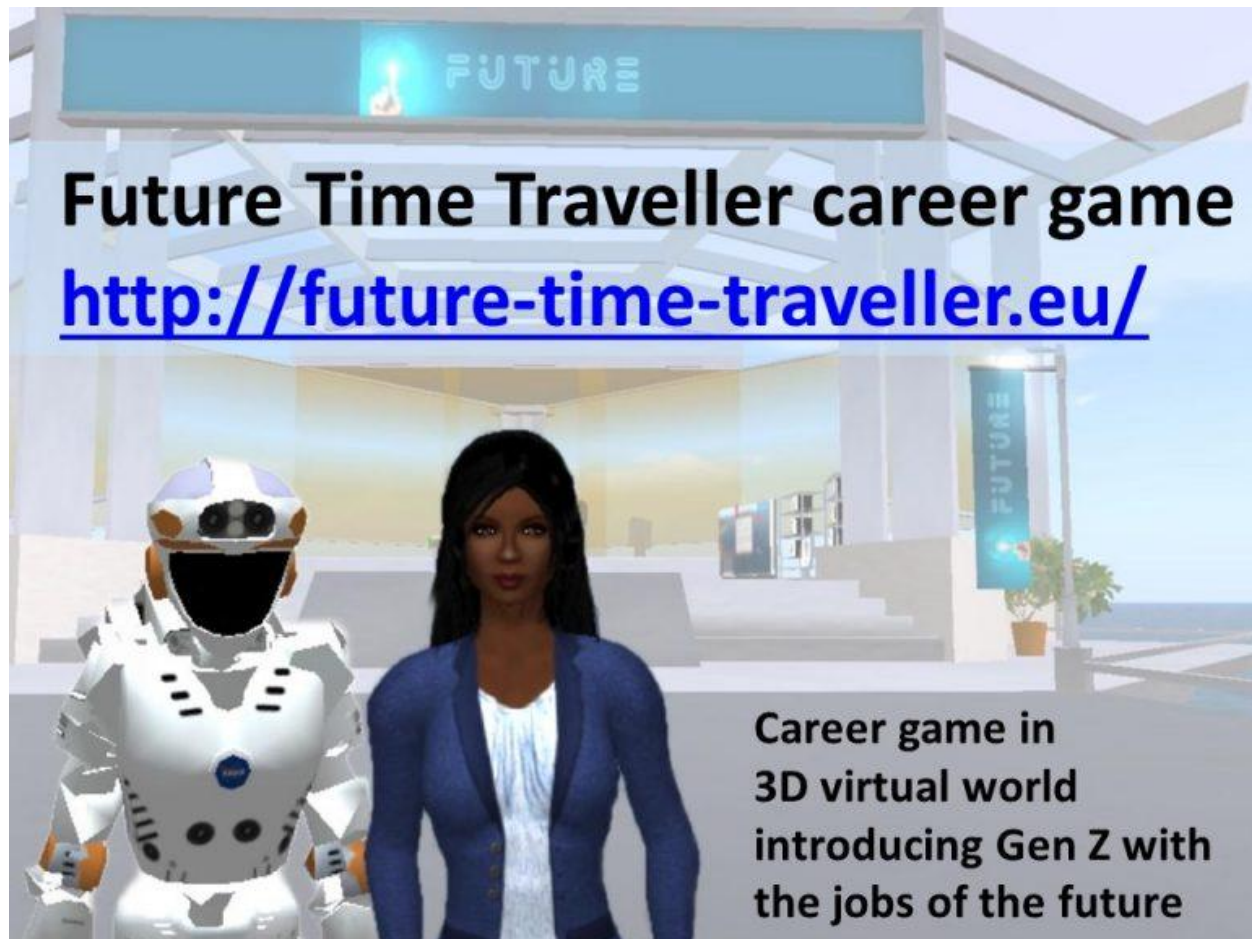 FUTURE
Future Time Traveller career game
http://future-time-traveller.eu/
FUTURE
Career game in
3D virtual world
introducing Gen Z with
the jobs of the future